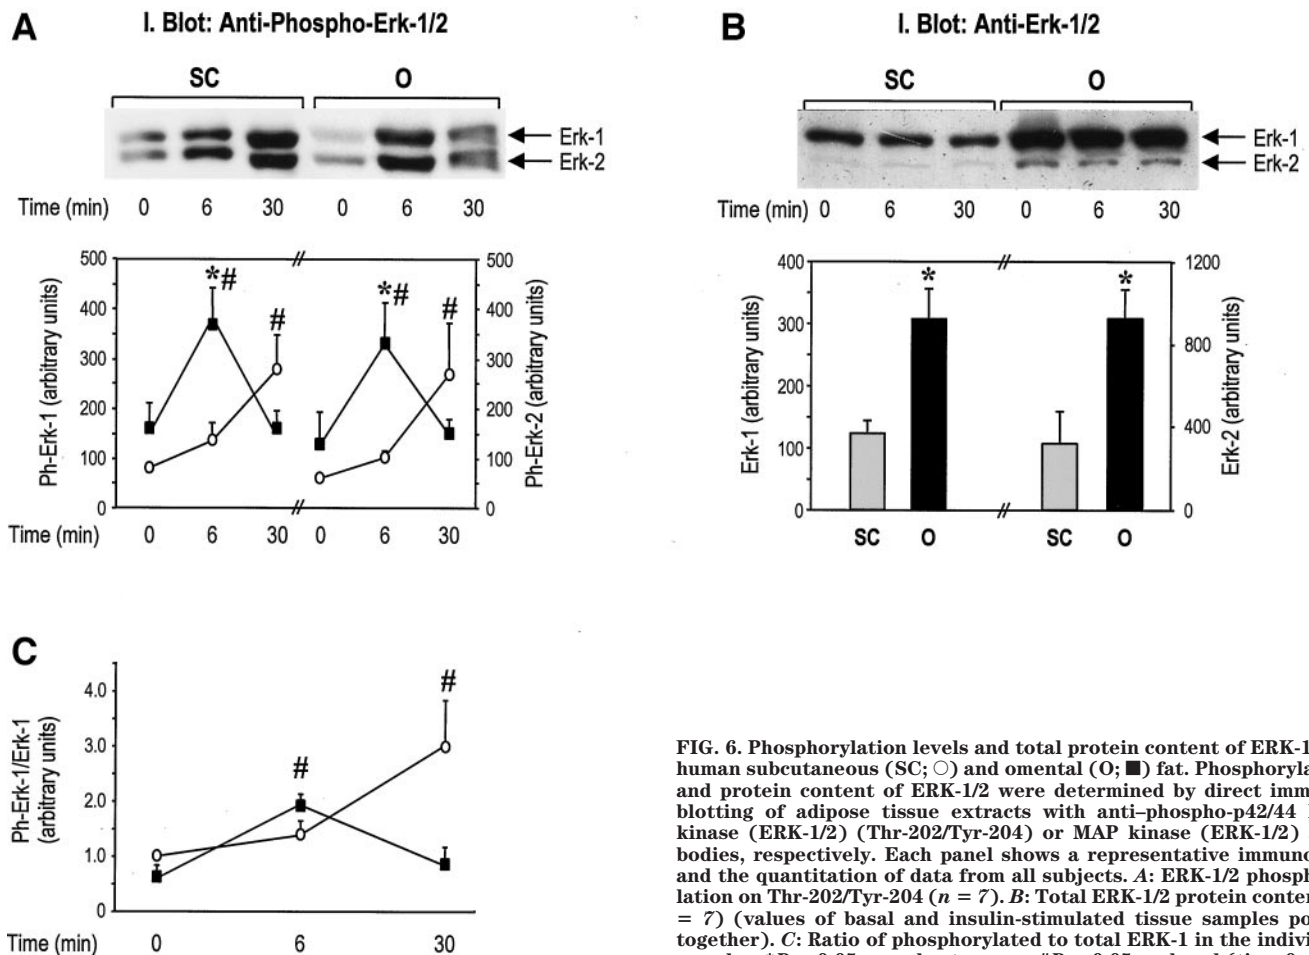 A
I. Blot: Anti-Phospho-Erk-1/2
SC O
Erk-1
Erk-2
Time (min) 0 6 30 0 6 30
Ph-Erk-1 (arbitrary units)
500
400
300
200
100
0
*# # *# #
500
400
300
200
100
0
Ph-Erk-2 (arbitrary units)
Time (min) 0 6 30 0 6 30
B
I. Blot: Anti-Erk-1/2
SC O
Erk-1
Erk-2
Time (min) 0 6 30 0 6 30
Erk-1 (arbitrary units)
400
300
200
100
0
* *
1200
800
400
0
Erk-2 (arbitrary units)
SC O SC O
C
Ph-Erk-1/Erk-1
(arbitrary units)
4.0
3.0
2.0
1.0
0
# #
Time (min) 0 6 30
FIG. 6. Phosphorylation levels and total protein content of ERK-1
human subcutaneous (SC; ○) and omental (O; ■) fat. Phosphoryla
and protein content of ERK-1/2 were determined by direct imm
blotting of adipose tissue extracts with anti–phospho-p42/44
kinase (ERK-1/2) (Thr-202/Tyr-204) or MAP kinase (ERK-1/2)
bodies, respectively. Each panel shows a representative immuno
and the quantitation of data from all subjects. A: ERK-1/2 phosph
lation on Thr-202/Tyr-204 (n = 7). B: Total ERK-1/2 protein conten
= 7) (values of basal and insulin-stimulated tissue samples po
together). C: Ratio of phosphorylated to total ERK-1 in the indivi